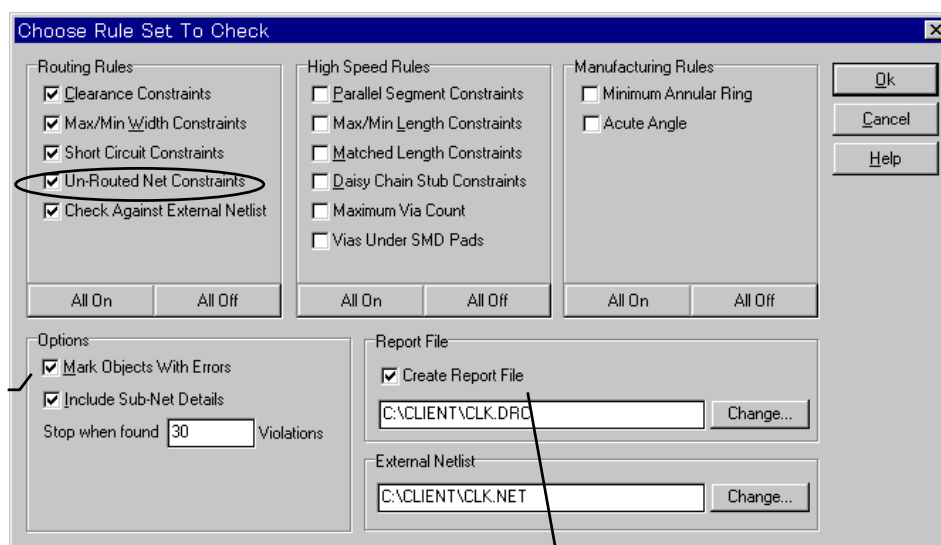 Choose Rule Set To Check
Routing Rules
Clearance Constraints
Max/Min Width Constraints
Short Circuit Constraints
Un-Routed Net Constraints
Check Against External Netlist
All On
All Off
High Speed Rules
Parallel Segment Constraints
Max/Min Length Constraints
Matched Length Constraints
Daisy Chain Stub Constraints
Maximum Via Count
Vias Under SMD Pads
All On
All Off
Manufacturing Rules
Minimum Annular Ring
Acute Angle
All On
All Off
Ok
Cancel
Help
Options
Mark Objects With Errors
Include Sub-Net Details
Stop when found 30 Violations
Report File
Create Report File
C:\CLIENT\CLK.DRC
Change...
External Netlist
C:\CLIENT\CLK.NET
Change...